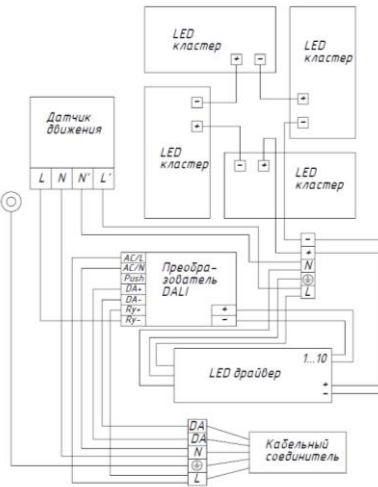 LED
кластер
+
-
LED
кластер
+
-
LED
кластер
-
+
LED
кластер
-
+
Датчик
движения
L N N' L'
-
+
N
L
AC/L
AC/N
Push
DA+
DA-
Ry+
Ry-
Преобра-
зователь
DALI
+
-
1...10
LED драйвер
+
-
DA
DA
N
L
Кабельный
соединитель